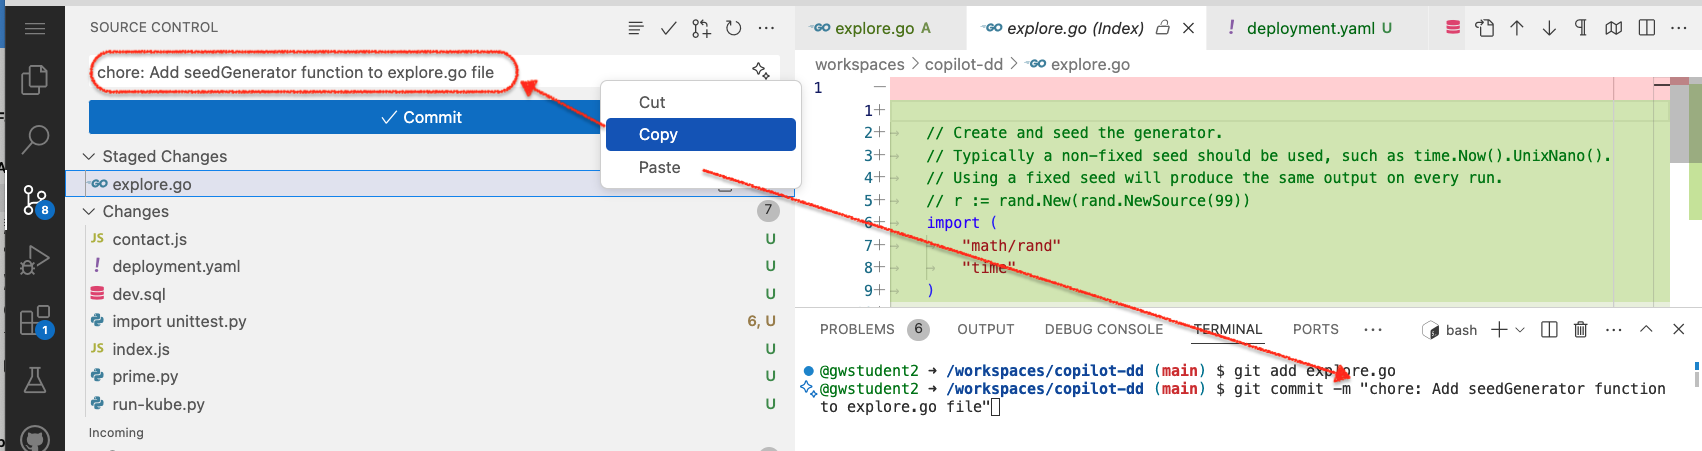 SOURCE CONTROL
chore: Add seedGenerator function to explore.go file
Commit
Cut
Copy
Paste
Staged Changes
explore.go
Changes
7
contact.js U
deployment.yaml U
dev.sql U
import unittest.py 6, U
index.js U
prime.py U
run-kube.py U
Incoming
8
1
explore.go A
explore.go (Index)
deployment.yaml U
workspaces > copilot-dd > explore.go
1
1+
2+ // Create and seed the generator.
3+ // Typically a non-fixed seed should be used, such as time.Now().UnixNano().
4+ // Using a fixed seed will produce the same output on every run.
5+ // r := rand.New(rand.NewSource(99))
6+ import (
7+ "math/rand"
8+ "time"
9+ )
PROBLEMS 6 OUTPUT DEBUG CONSOLE TERMINAL PORTS
bash
@gwstudent2 ➜ /workspaces/copilot-dd (main) $ git add explore.go
@gwstudent2 ➜ /workspaces/copilot-dd (main) $ git commit -m "chore: Add seedGenerator function
to explore.go file"